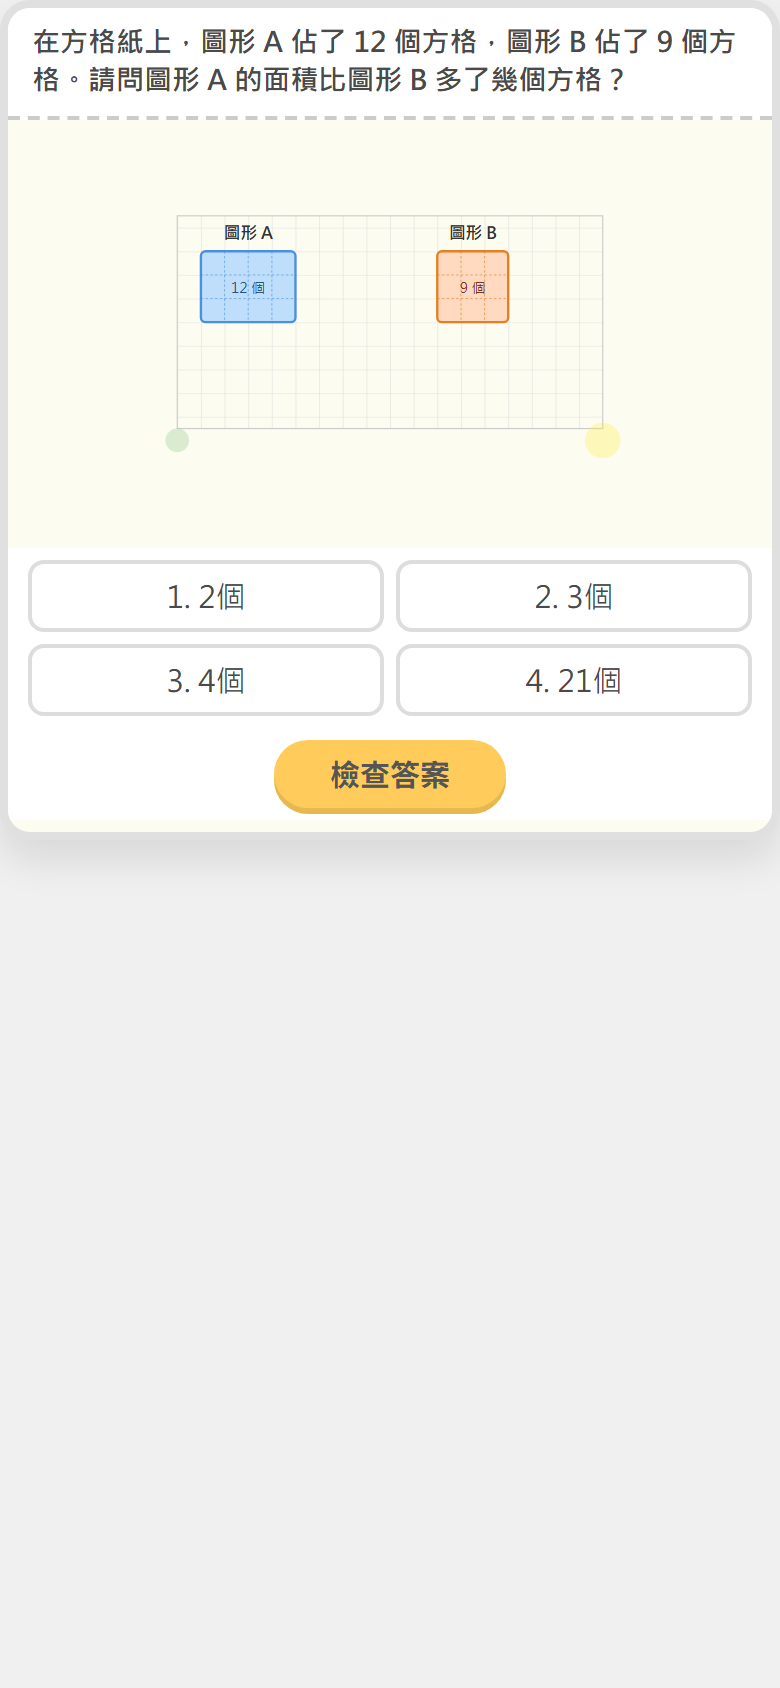 在方格紙上，圖形 A 佔了 12 個方格，圖形 B 佔了 9 個方
格。請問圖形 A 的面積比圖形 B 多了幾個方格？
圖形 A
圖形 B
12 個
9 個
1. 2個
2. 3個
3. 4個
4. 21個
檢查答案